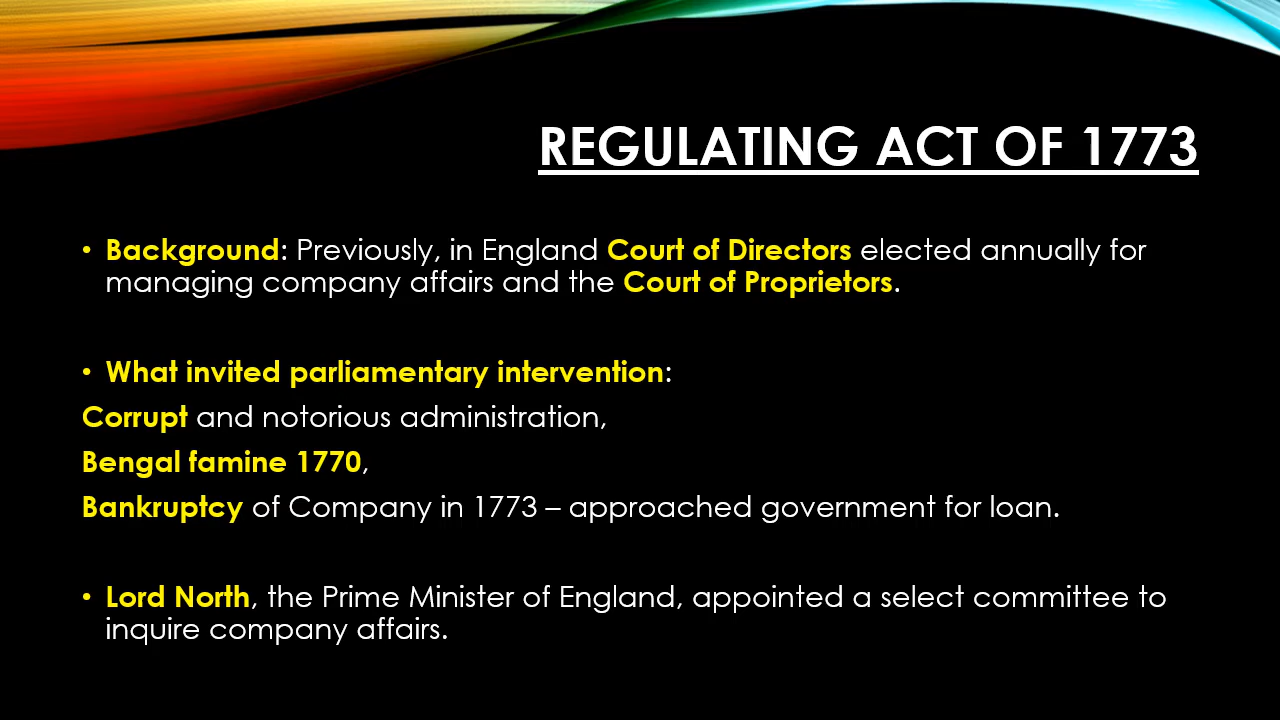 REGULATING ACT OF 1773
• Background: Previously, in England Court of Directors elected annually for
managing company affairs and the Court of Proprietors.
• What invited parliamentary intervention:
Corrupt and notorious administration,
Bengal famine 1770,
Bankruptcy of Company in 1773 – approached government for loan.
• Lord North, the Prime Minister of England, appointed a select committee to
inquire company affairs.